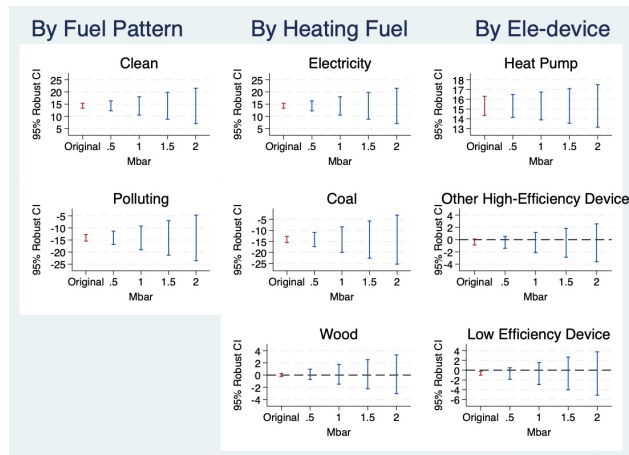 By Fuel Pattern
By Heating Fuel
By Ele-device
Clean
95% Robust CI
25
20
15
10
5
Original .5 1 1.5 2
Mbar
Electricity
95% Robust CI
25
20
15
10
5
Original .5 1 1.5 2
Mbar
Heat Pump
95% Robust CI
18
17
16
15
14
13
Original .5 1 1.5 2
Mbar
Polluting
95% Robust CI
-5
-10
-15
-20
-25
Original .5 1 1.5 2
Mbar
Coal
95% Robust CI
-5
-10
-15
-20
-25
Original .5 1 1.5 2
Mbar
Other High-Efficiency Device
95% Robust CI
4
2
0
-2
-4
Original .5 1 1.5 2
Mbar
Wood
95% Robust CI
4
2
0
-2
-4
Original .5 1 1.5 2
Mbar
Low Efficiency Device
95% Robust CI
4
2
0
-2
-4
-6
Original .5 1 1.5 2
Mbar